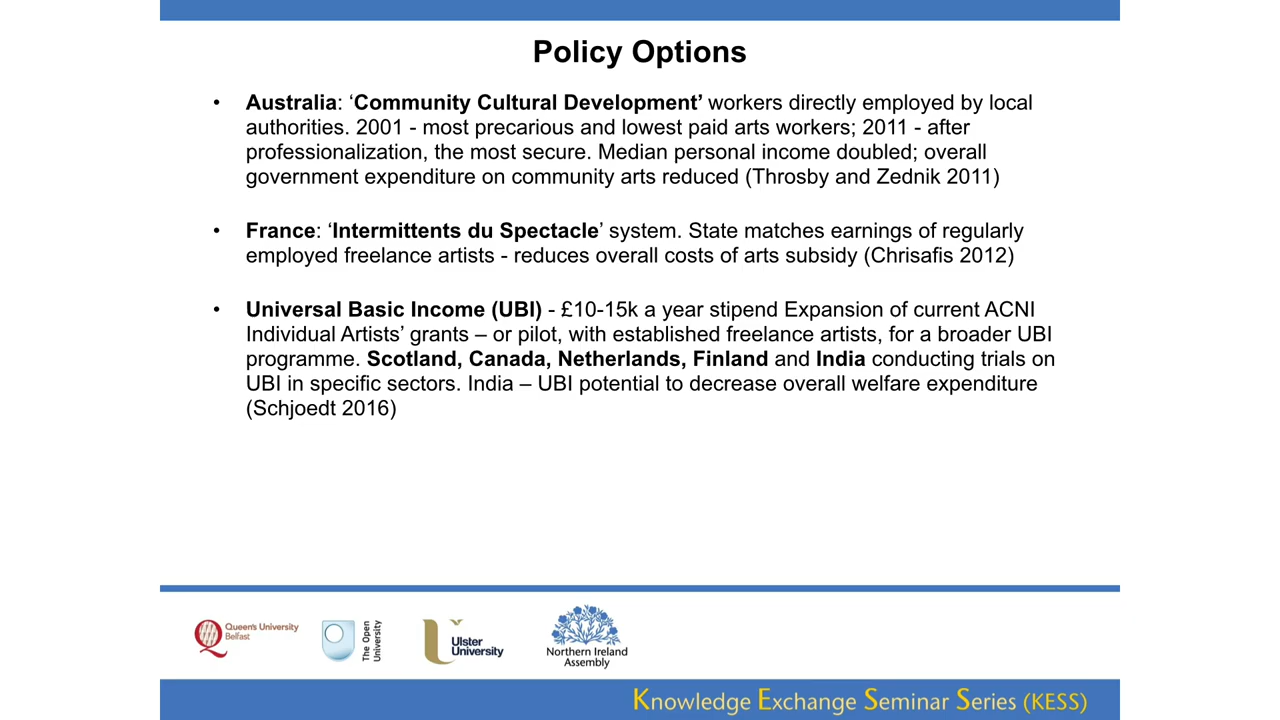 Policy Options
• Australia: ‘Community Cultural Development’ workers directly employed by local
authorities. 2001 - most precarious and lowest paid arts workers; 2011 - after
professionalization, the most secure. Median personal income doubled; overall
government expenditure on community arts reduced (Throsby and Zednik 2011)
• France: ‘Intermittents du Spectacle’ system. State matches earnings of regularly
employed freelance artists - reduces overall costs of arts subsidy (Chrisafis 2012)
• Universal Basic Income (UBI) - £10-15k a year stipend Expansion of current ACNI
Individual Artists’ grants – or pilot, with established freelance artists, for a broader UBI
programme. Scotland, Canada, Netherlands, Finland and India conducting trials on
UBI in specific sectors. India – UBI potential to decrease overall welfare expenditure
(Schjoedt 2016)
Queen's University
Belfast
The Open
University
Ulster
University
Northern Ireland
Assembly
Knowledge Exchange Seminar Series (KESS)